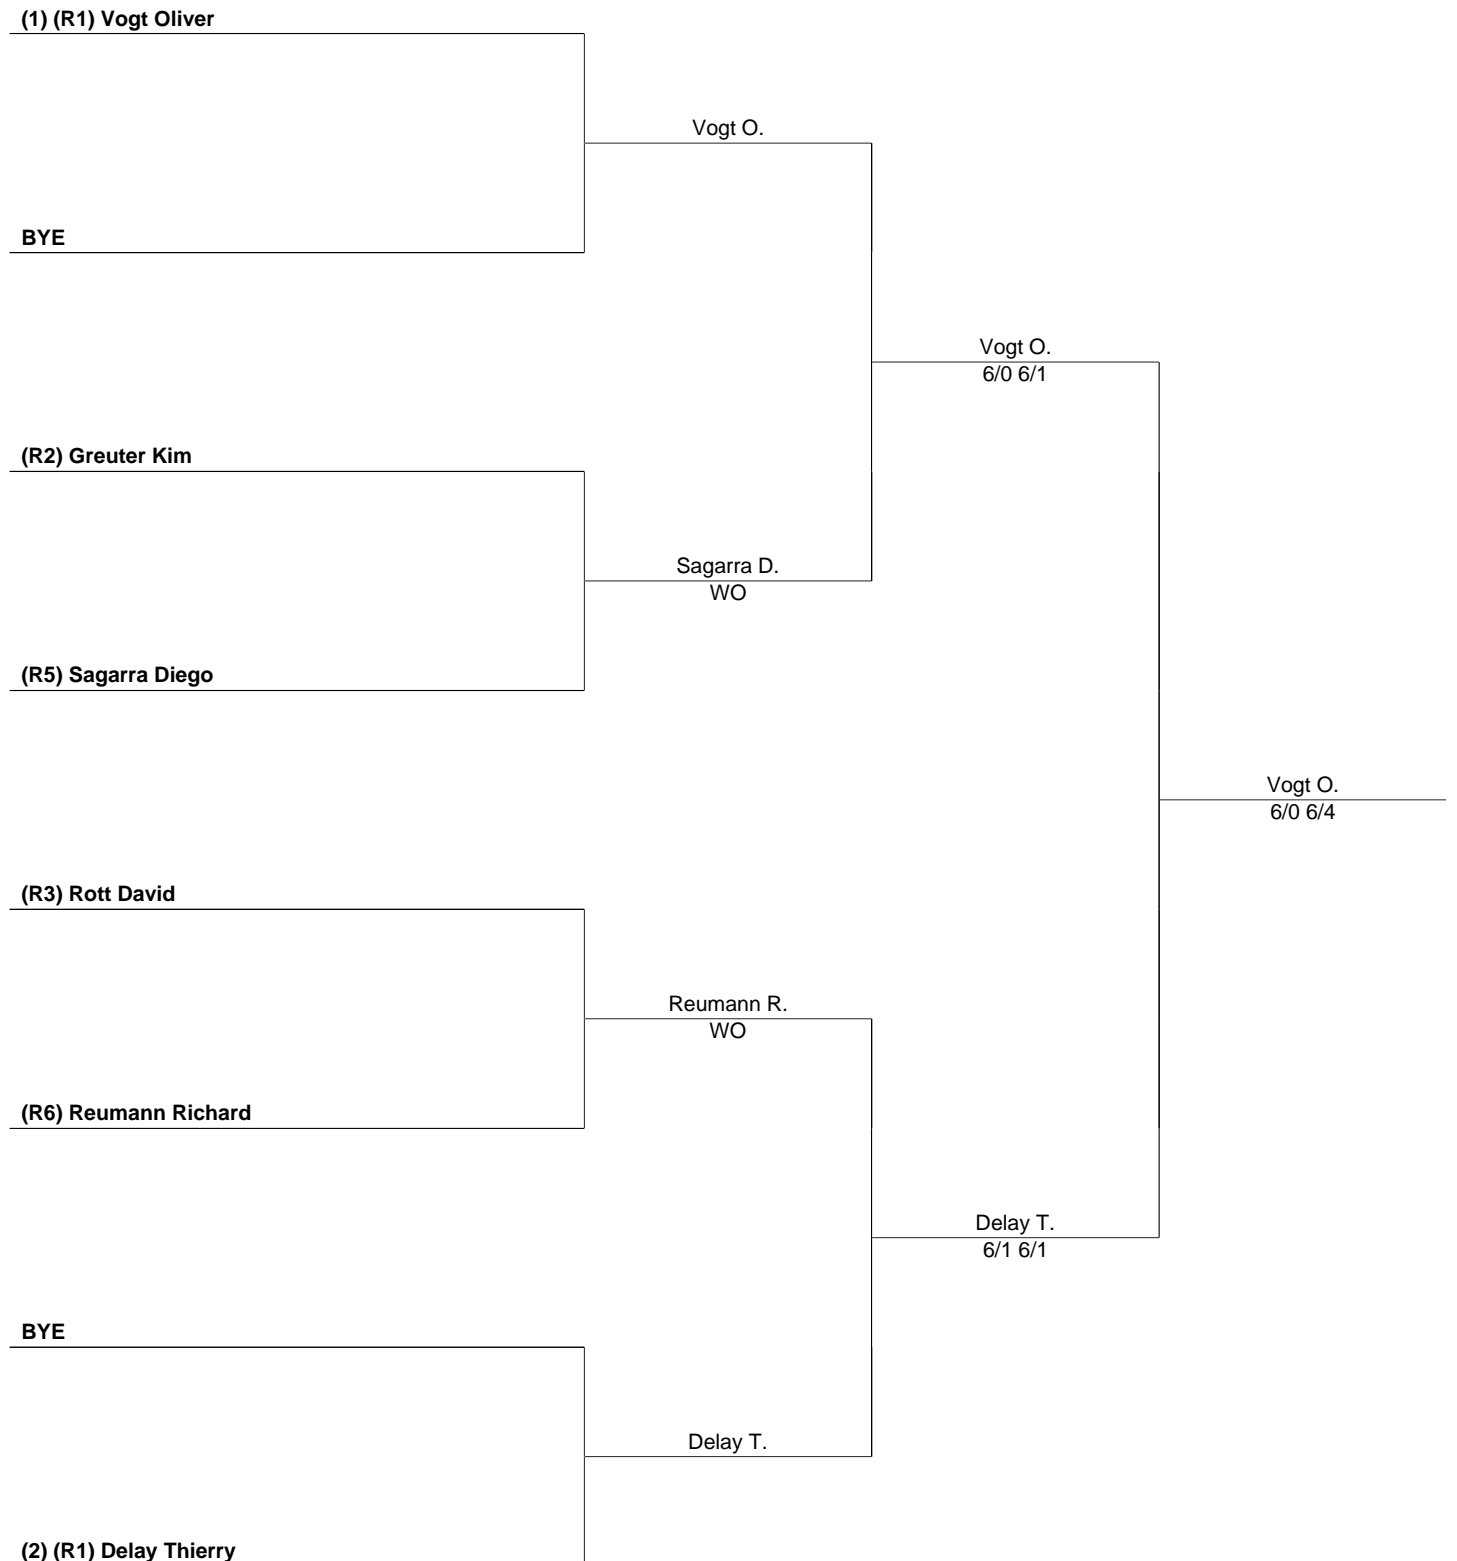 (1) (R1) Vogt Oliver
Vogt O.
BYE
Vogt O.
6/0 6/1
(R2) Greuter Kim
Sagarra D.
WO
(R5) Sagarra Diego
Vogt O.
6/0 6/4
(R3) Rott David
Reumann R.
WO
(R6) Reumann Richard
Delay T.
6/1 6/1
BYE
Delay T.
(2) (R1) Delay Thierry